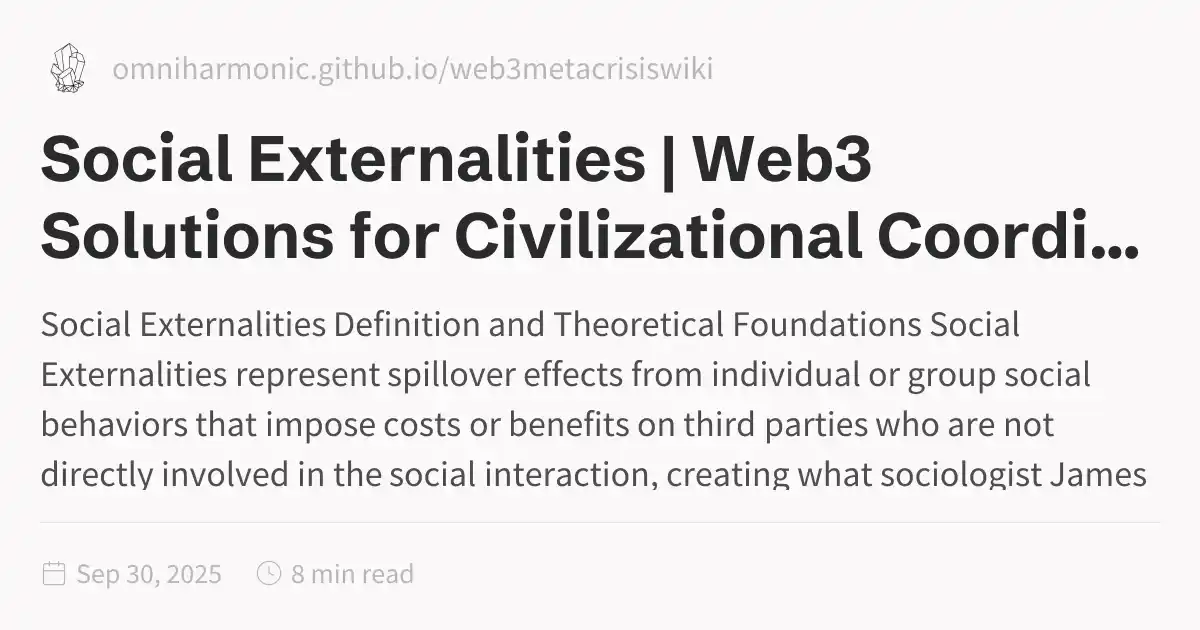 omniharmonic.github.io/web3metacrisiswiki
Social Externalities | Web3
Solutions for Civilizational Coordi...
Social Externalities Definition and Theoretical Foundations Social
Externalities represent spillover effects from individual or group social
behaviors that impose costs or benefits on third parties who are not
directly involved in the social interaction, creating what sociologist James
Sep 30, 2025
8 min read